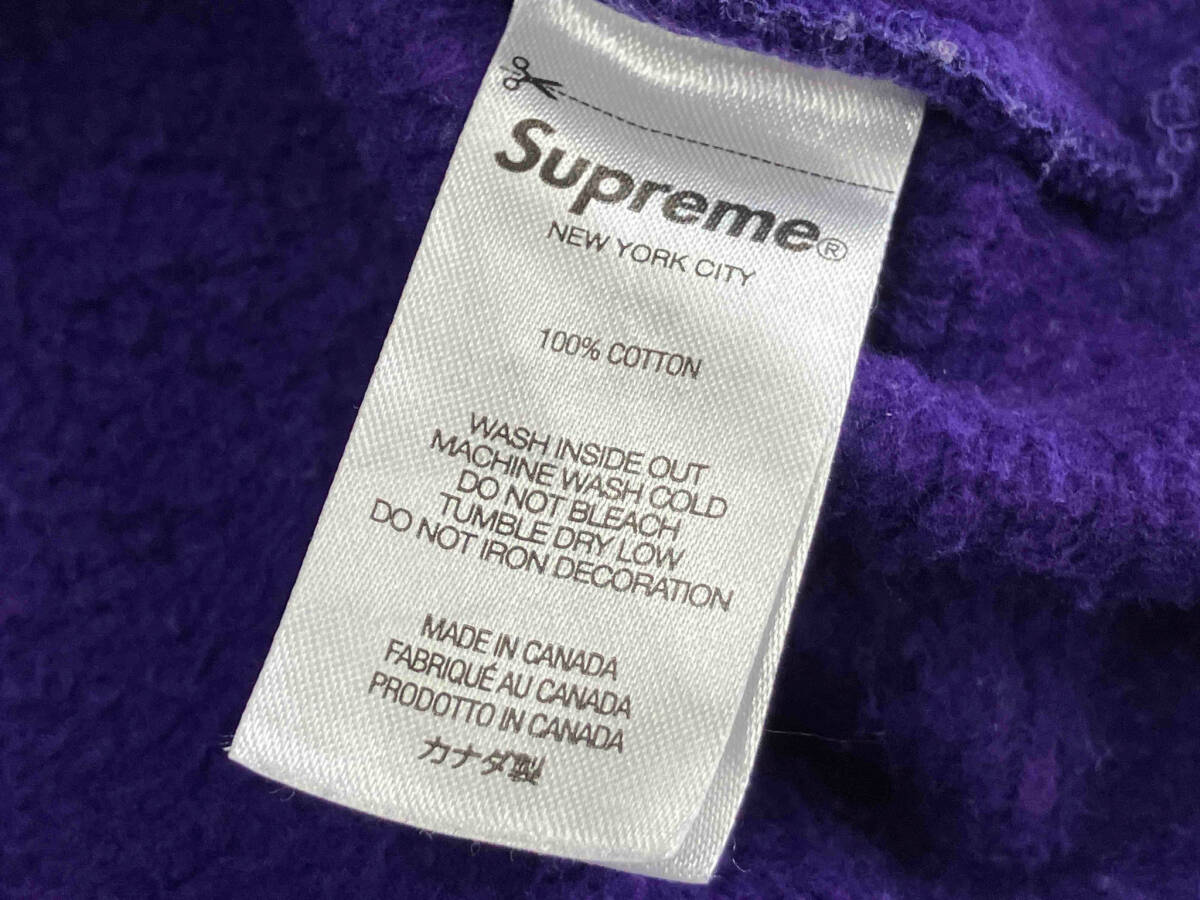 Supreme®
NEW YORK CITY
100% COTTON
WASH INSIDE OUT
MACHINE WASH COLD
DO NOT BLEACH
TUMBLE DRY LOW
DO NOT IRON DECORATION
MADE IN CANADA
FABRIQUÉ AU CANADA
PRODOTTO IN CANADA
カナダ製